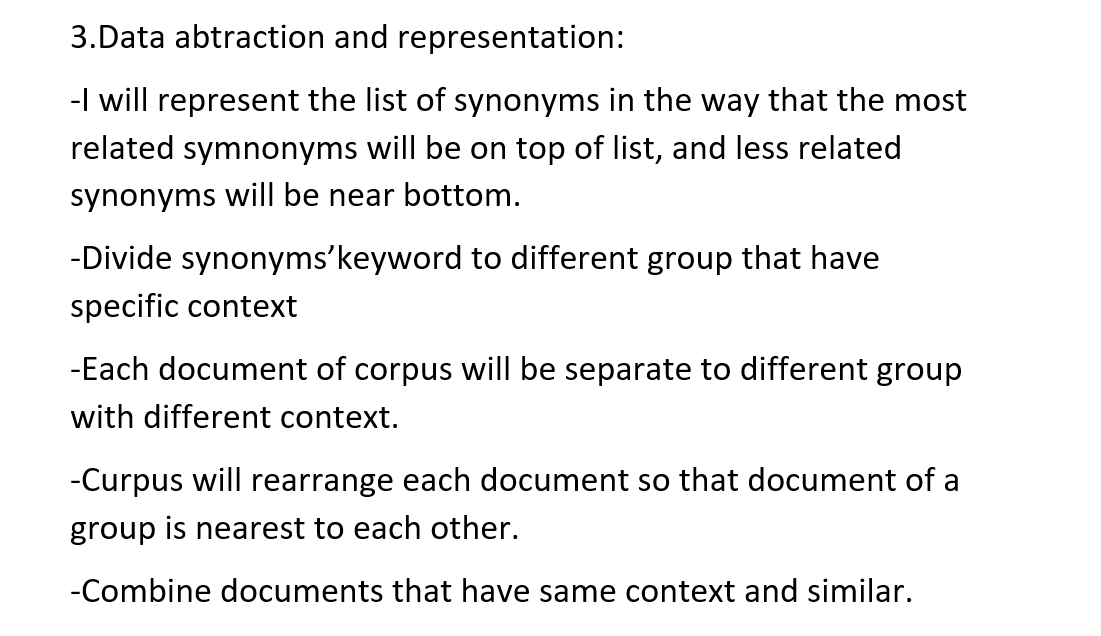 3.Data abtraction and representation:
-I will represent the list of synonyms in the way that the most
related symnonyms will be on top of list, and less related
synonyms will be near bottom.
-Divide synonyms’keyword to different group that have
specific context
-Each document of corpus will be separate to different group
with different context.
-Curpus will rearrange each document so that document of a
group is nearest to each other.
-Combine documents that have same context and similar.